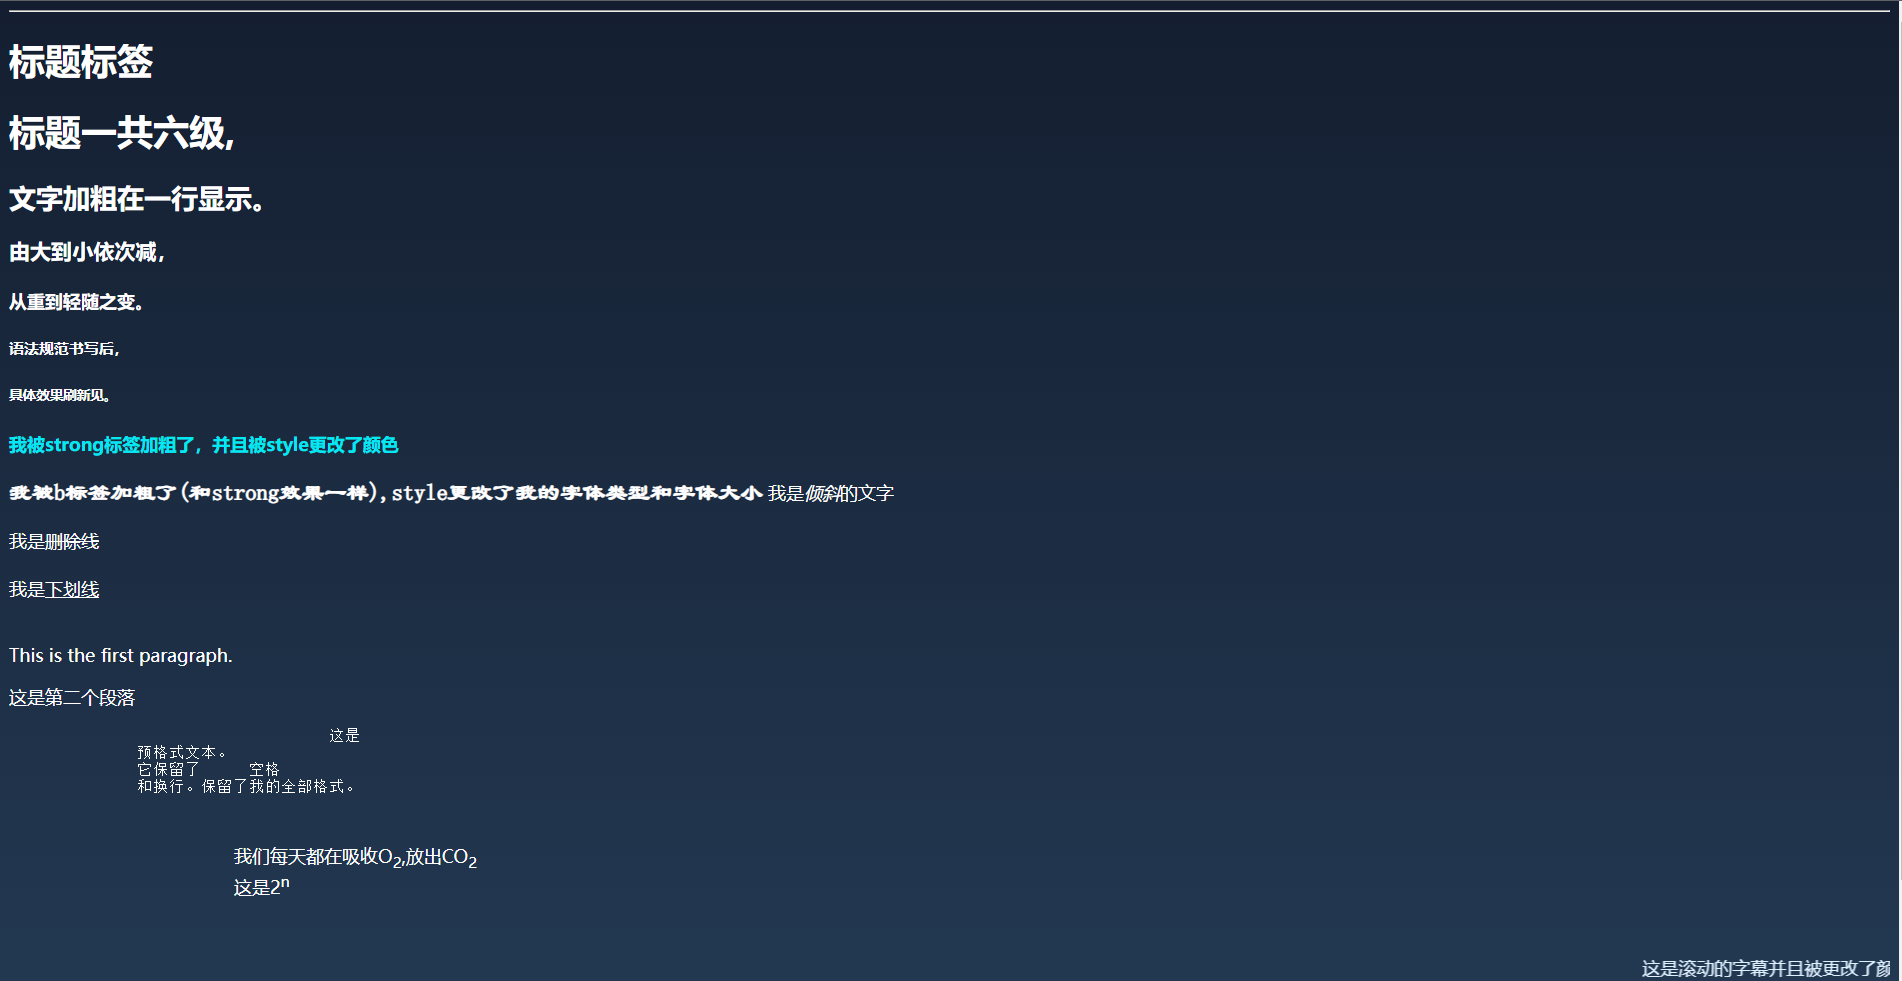 标题标签
标题一共六级,
文字加粗在一行显示。
由大到小依次减,
从重到轻随之变。
语法规范书写后,
具体效果刷新见。
我被strong标签加粗了，并且被style更改了颜色
我被b标签加粗了(和strong效果一样),style更改了我的字体类型和字体大小 我是倾斜的文字
我是删除线
我是下划线
This is the first paragraph.
这是第二个段落
这是
预格式文本。
它保留了      空格
和换行。保留了我的全部格式。
我们每天都在吸收O₂,放出CO₂
这是2ⁿ
这是滚动的字幕并且被更改了颜